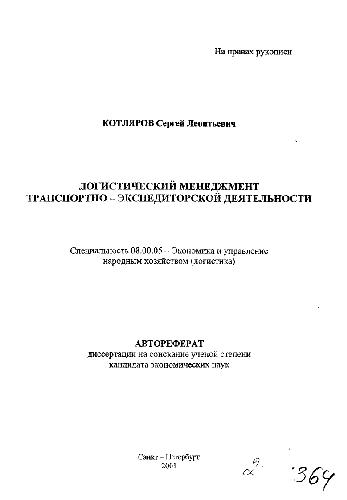 На правах рукописи
КОТЛЯРОВ Сергей Леонтьевич
ЛОГИСТИЧЕСКИЙ МЕНЕДЖМЕНТ
ТРАНСПОРТНО – ЭКСПЕДИТОРСКОЙ ДЕЯТЕЛЬНОСТИ
Специальность 08.00.05 – Экономика и управление
народным хозяйством (логистика)
АВТОРЕФЕРАТ
диссертации на соискание ученой степени
кандидата экономических наук
Санкт – Петербург
364